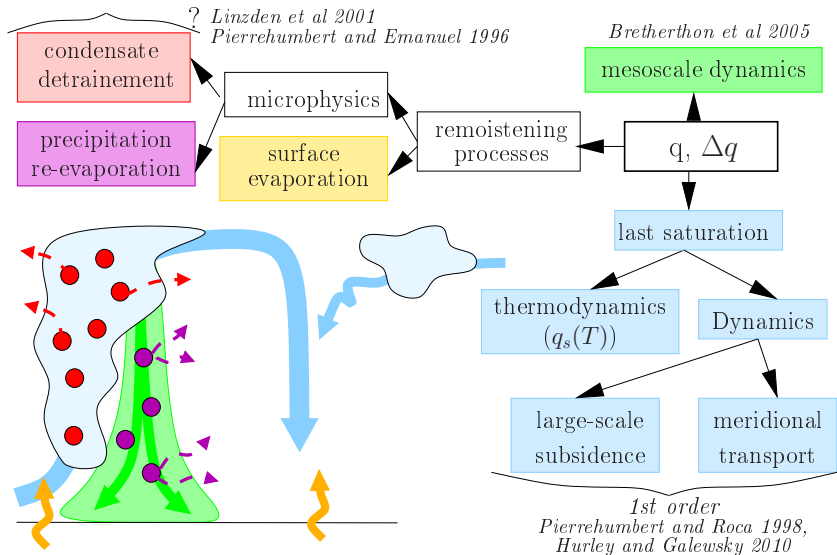 ? Linzden et al 2001
Pierrehumbert and Emanuel 1996
Bretherthon et al 2005
condensate
detrainement
mesoscale dynamics
microphysics
remoistening
processes
q, Δq
precipitation
re-evaporation
surface
evaporation
last saturation
thermodynamics
(qₛ(T))
Dynamics
large-scale
subsidence
meridional
transport
1st order
Pierrehumbert and Roca 1998,
Hurley and Galewsky 2010